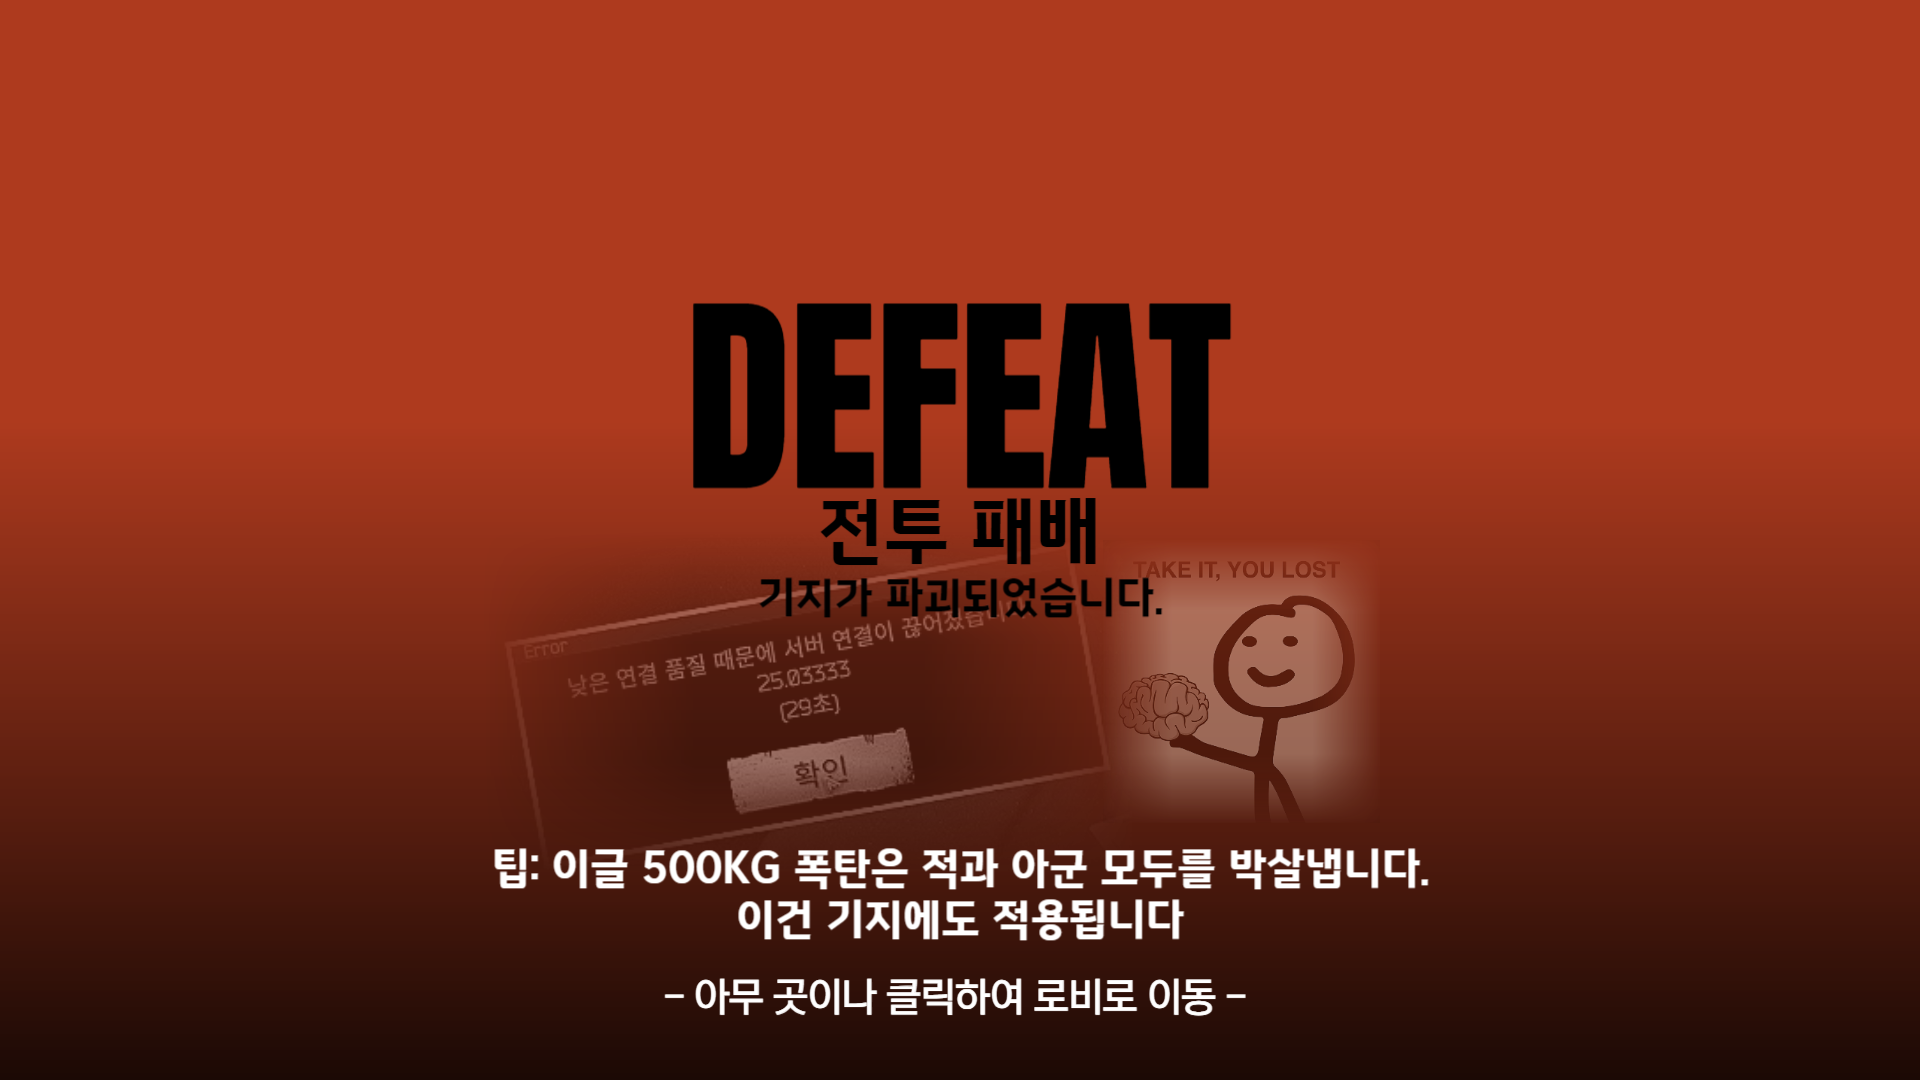 DEFEAT
전투 패배
기지가 파괴되었습니다.
TAKE IT, YOU LOST
Error
낮은 연결 품질 때문에 서버 연결이 끊어졌습니다.
25.03333
(29초)
확인
팁: 이글 500KG 폭탄은 적과 아군 모두를 박살냅니다.
이건 기지에도 적용됩니다
- 아무 곳이나 클릭하여 로비로 이동 -